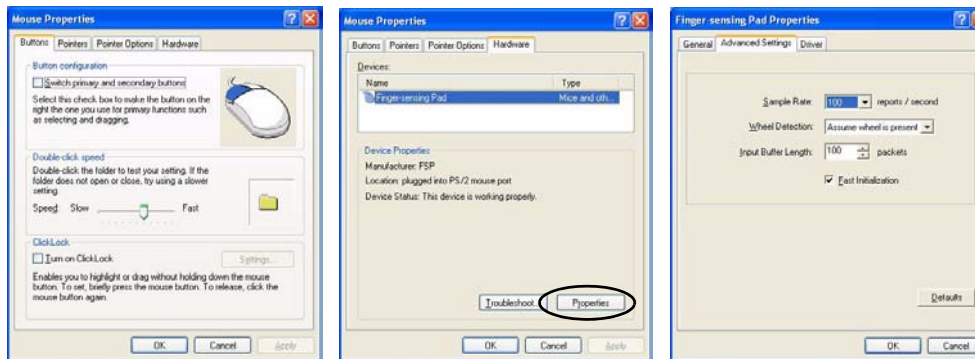 Mouse Properties
Buttons Pointers Pointer Options Hardware
Button configuration
Switch primary and secondary buttons
Select this check box to make the button on the
right the one you use for primary functions such
as selecting and dragging.
Double-click speed
Double-click the folder to test your setting. If the
folder does not open or close, try using a slower
setting.
Speed: Slow Fast
ClickLock
Turn on ClickLock Settings...
Enables you to highlight or drag without holding down the mouse
button. To set, briefly press the mouse button. To release, click the
mouse button again.
OK Cancel Apply
Mouse Properties
Buttons Pointers Pointer Options Hardware
Devices:
Name Type
Finger-sensing Pad Mice and oth...
Device Properties
Manufacturer: FSP
Location: plugged into PS/2 mouse port
Device Status: This device is working properly.
Troubleshoot... Properties
OK Cancel Apply
Finger-sensing Pad Properties
General Advanced Settings Driver
Sample Rate: 100 reports / second
Wheel Detection: Assume wheel is present
Input Buffer Length: 100 packets
Fast Initialization
Defaults
OK Cancel